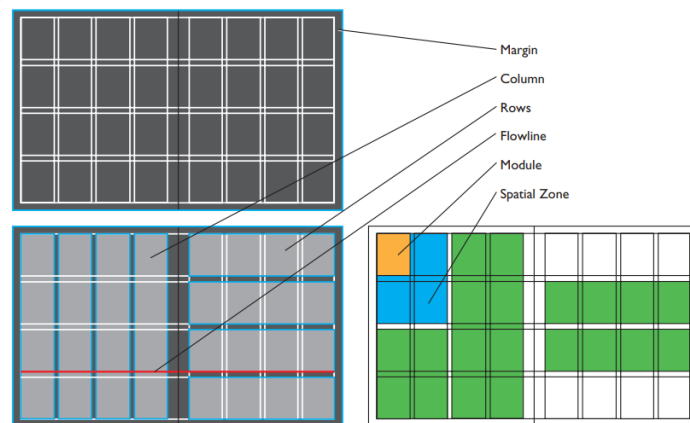 Margin
Column
Rows
Flowline
Module
Spatial Zone